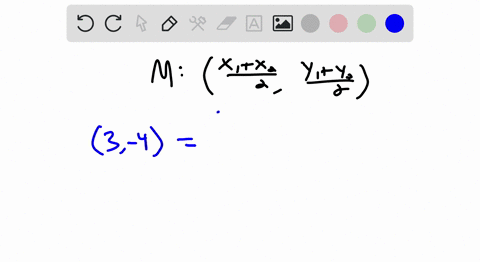 M: (x₁+x₂/2, y₁+y₂/2)
(3,-4) =